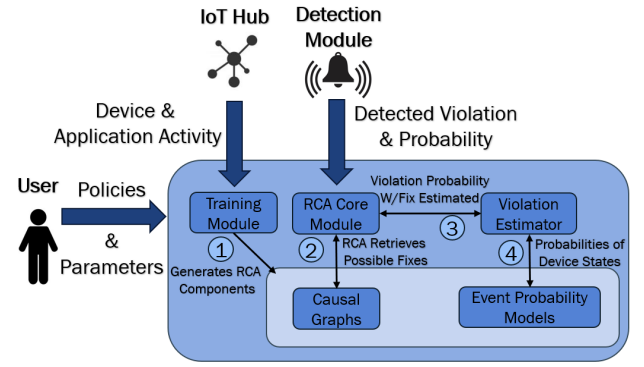 IoT Hub
Detection
Module
Device &
Application Activity
Detected Violation
& Probability
User
Policies
&
Parameters
Training
Module
RCA Core
Module
Violation Probability
W/Fix Estimated
Violation
Estimator
1
2
3
4
Generates RCA
Components
RCA Retrieves
Possible Fixes
Probabilities of
Device States
Causal
Graphs
Event Probability
Models